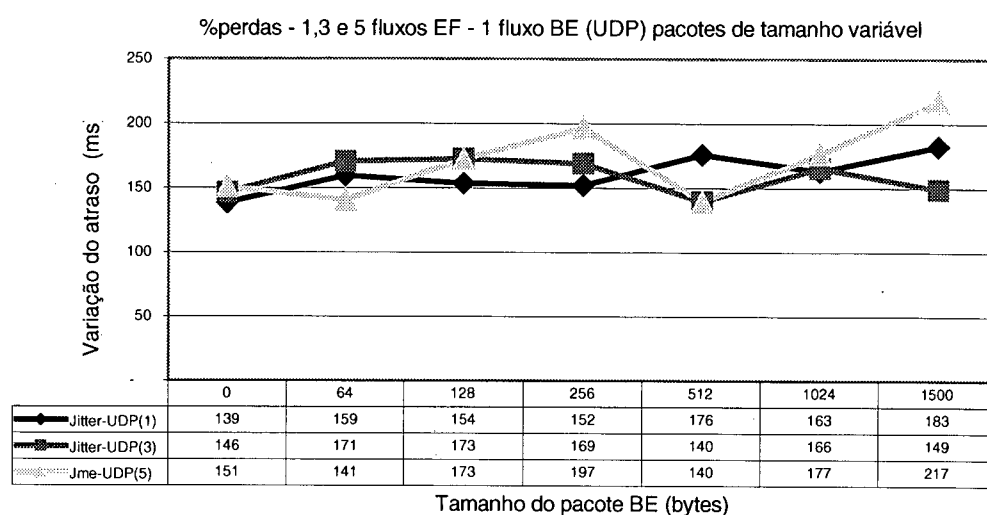 %perdas - 1,3 e 5 fluxos EF - 1 fluxo BE (UDP) pacotes de tamanho variável
Variação do atraso (ms
250
200
150
100
50
-
0 64 128 256 512 1024 1500
Jitter-UDP(1) 139 159 154 152 176 163 183
Jitter-UDP(3) 146 171 173 169 140 166 149
Jme-UDP(5) 151 141 173 197 140 177 217
Tamanho do pacote BE (bytes)